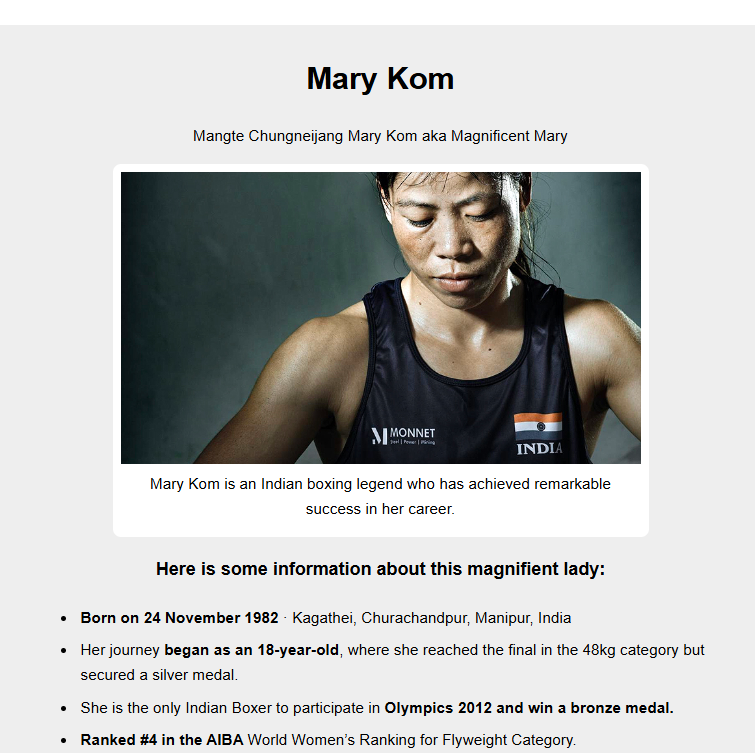 Mary Kom
Mangte Chungneijang Mary Kom aka Magnificent Mary
MONNET
Steel | Power | Mining
INDIA
Mary Kom is an Indian boxing legend who has achieved remarkable
success in her career.
Here is some information about this magnifient lady:
Born on 24 November 1982 · Kagathei, Churachandpur, Manipur, India
Her journey began as an 18-year-old, where she reached the final in the 48kg category but
secured a silver medal.
She is the only Indian Boxer to participate in Olympics 2012 and win a bronze medal.
Ranked #4 in the AIBA World Women's Ranking for Flyweight Category.